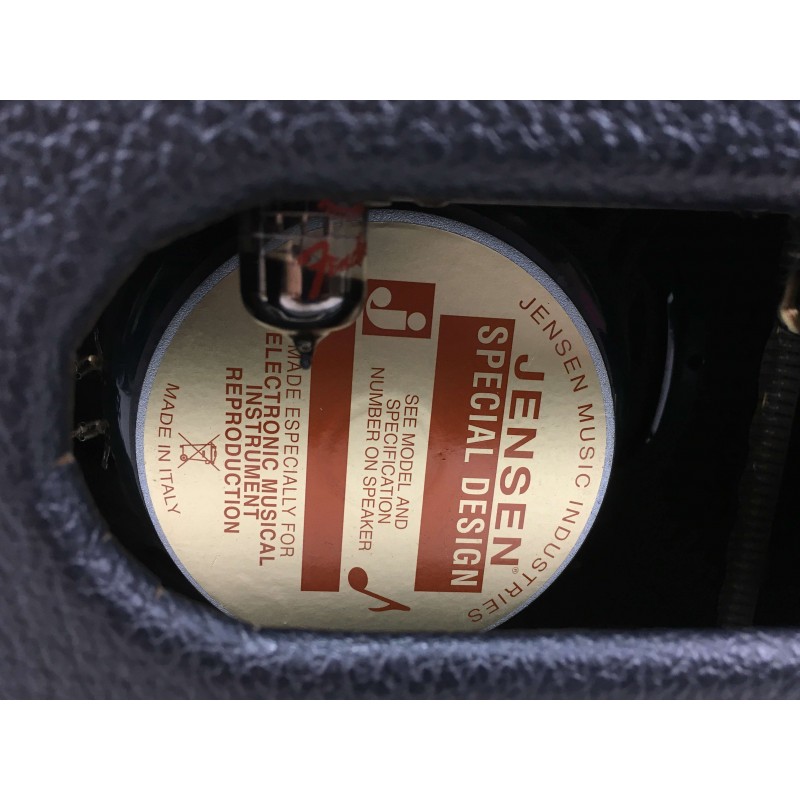 JENSEN MUSIC INDUSTRIES
JENSEN®
SPECIAL DESIGN
j
SEE MODEL AND
SPECIFICATION
NUMBER ON SPEAKER
MADE ESPECIALLY FOR
ELECTRONIC MUSICAL
INSTRUMENT
REPRODUCTION
MADE IN ITALY
Fender